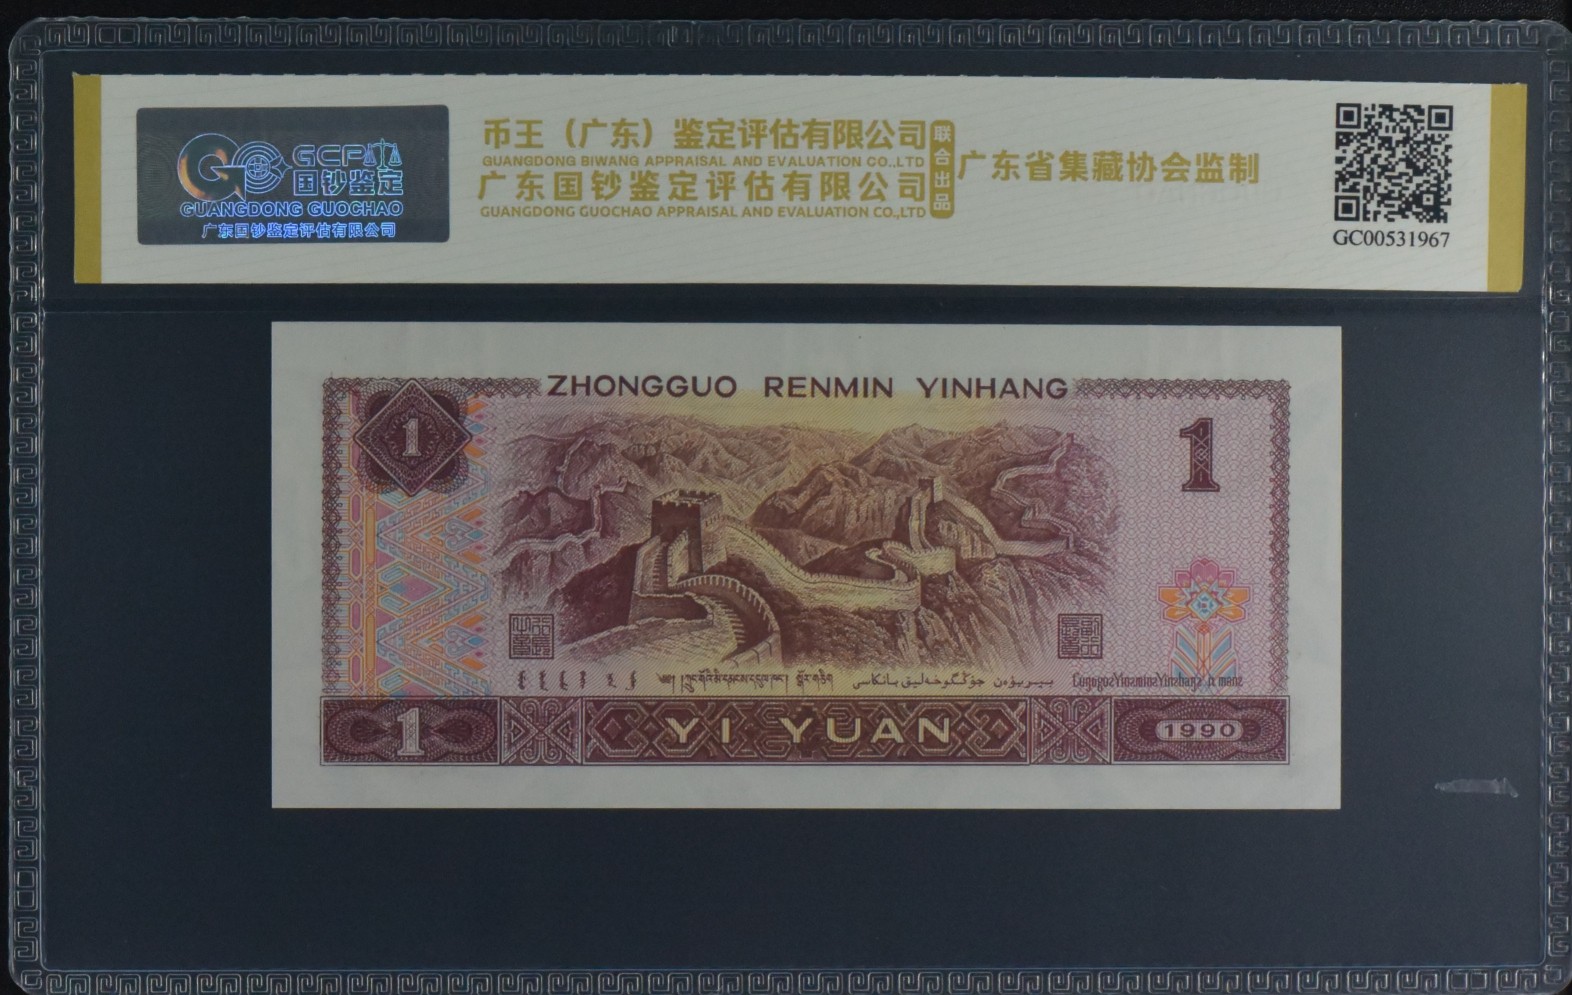 GCP
国钞鉴定
GUANGDONG GUOCHAO
广东国钞鉴定评估有限公司
币王（广东）鉴定评估有限公司
GUANGDONG BIWANG APPRAISAL AND EVALUATION CO.,LTD
广东国钞鉴定评估有限公司
GUANGDONG GUOCHAO APPRAISAL AND EVALUATION CO.,LTD
联合出品
广东省集藏协会监制
GC00531967
ZHONGGUO RENMIN YINHANG
1
1
1
YI YUAN
1990